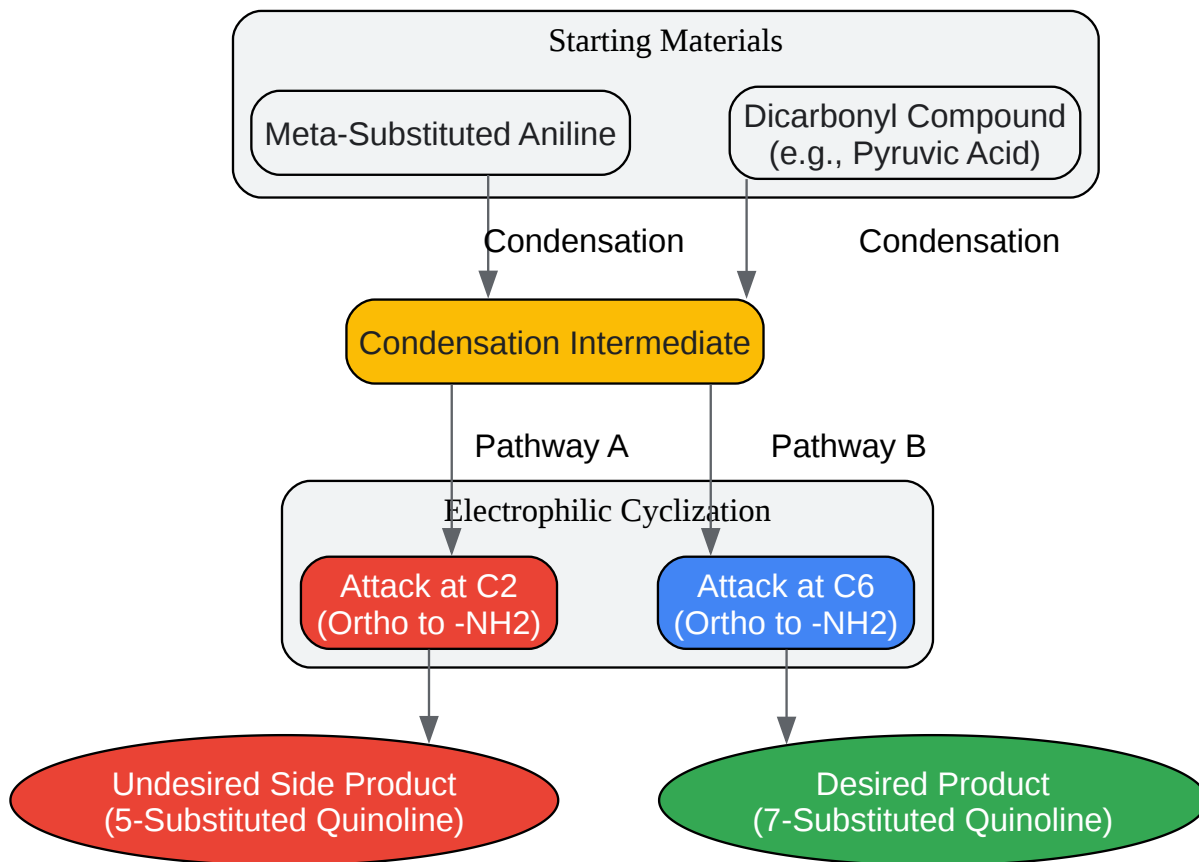 Starting Materials
Meta-Substituted Aniline
Dicarbonyl Compound
(e.g., Pyruvic Acid)
Condensation
Condensation
Condensation Intermediate
Pathway A
Pathway B
Electrophilic Cyclization
Attack at C2
(Ortho to -NH2)
Attack at C6
(Ortho to -NH2)
Undesired Side Product
(5-Substituted Quinoline)
Desired Product
(7-Substituted Quinoline)